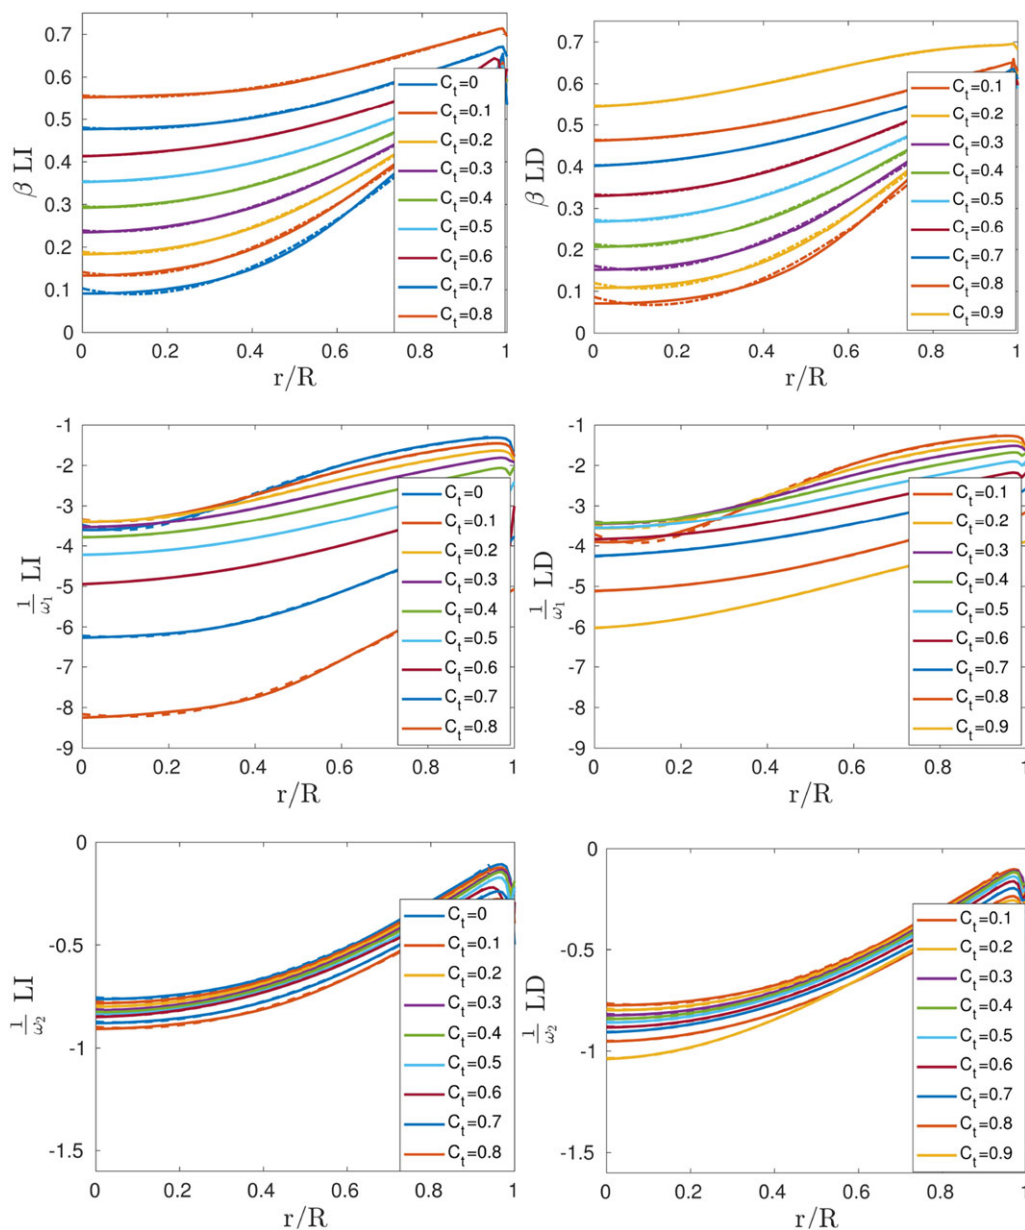 0.7
0.6
0.5
0.4
0.3
0.2
0.1
0
β LI
0 0.2 0.4 0.6 0.8 1
r/R
C_t=0
C_t=0.1
C_t=0.2
C_t=0.3
C_t=0.4
C_t=0.5
C_t=0.6
C_t=0.7
C_t=0.8
0.7
0.6
0.5
0.4
0.3
0.2
0.1
0
β LD
0 0.2 0.4 0.6 0.8 1
r/R
C_t=0.1
C_t=0.2
C_t=0.3
C_t=0.4
C_t=0.5
C_t=0.6
C_t=0.7
C_t=0.8
C_t=0.9
-1
-2
-3
-4
-5
-6
-7
-8
-9
1/ω₁ LI
0 0.2 0.4 0.6 0.8 1
r/R
C_t=0
C_t=0.1
C_t=0.2
C_t=0.3
C_t=0.4
C_t=0.5
C_t=0.6
C_t=0.7
C_t=0.8
-1
-2
-3
-4
-5
-6
-7
-8
-9
1/ω₁ LD
0 0.2 0.4 0.6 0.8 1
r/R
C_t=0.1
C_t=0.2
C_t=0.3
C_t=0.4
C_t=0.5
C_t=0.6
C_t=0.7
C_t=0.8
C_t=0.9
0
-0.5
-1
-1.5
1/ω₂ LI
0 0.2 0.4 0.6 0.8 1
r/R
C_t=0
C_t=0.1
C_t=0.2
C_t=0.3
C_t=0.4
C_t=0.5
C_t=0.6
C_t=0.7
C_t=0.8
0
-0.5
-1
-1.5
1/ω₂ LD
0 0.2 0.4 0.6 0.8 1
r/R
C_t=0.1
C_t=0.2
C_t=0.3
C_t=0.4
C_t=0.5
C_t=0.6
C_t=0.7
C_t=0.8
C_t=0.9